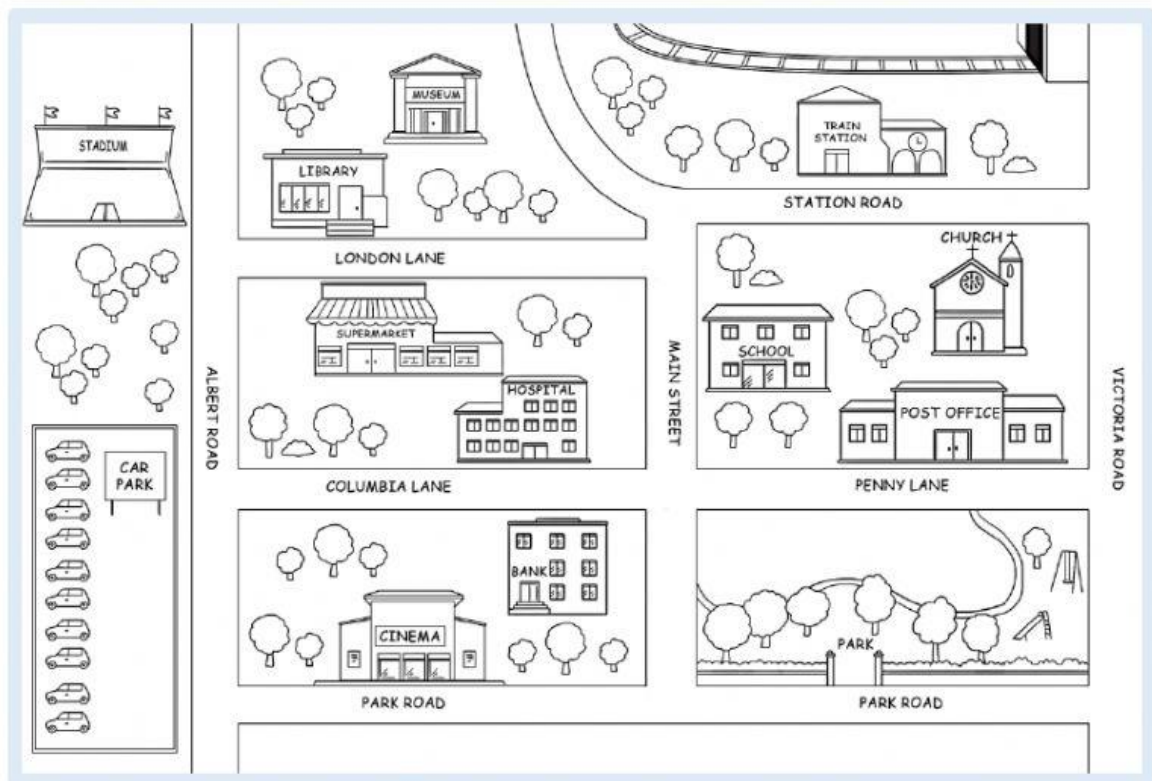 MUSEUM
STADIUM
TRAIN
STATION
LIBRARY
STATION ROAD
CHURCH
LONDON LANE
SUPERMARKET
SCHOOL
MAIN STREET
ALBERT ROAD
VICTORIA ROAD
HOSPITAL
POST OFFICE
CAR
PARK
COLUMBIA LANE
PENNY LANE
BANK
CINEMA
PARK
PARK ROAD
PARK ROAD